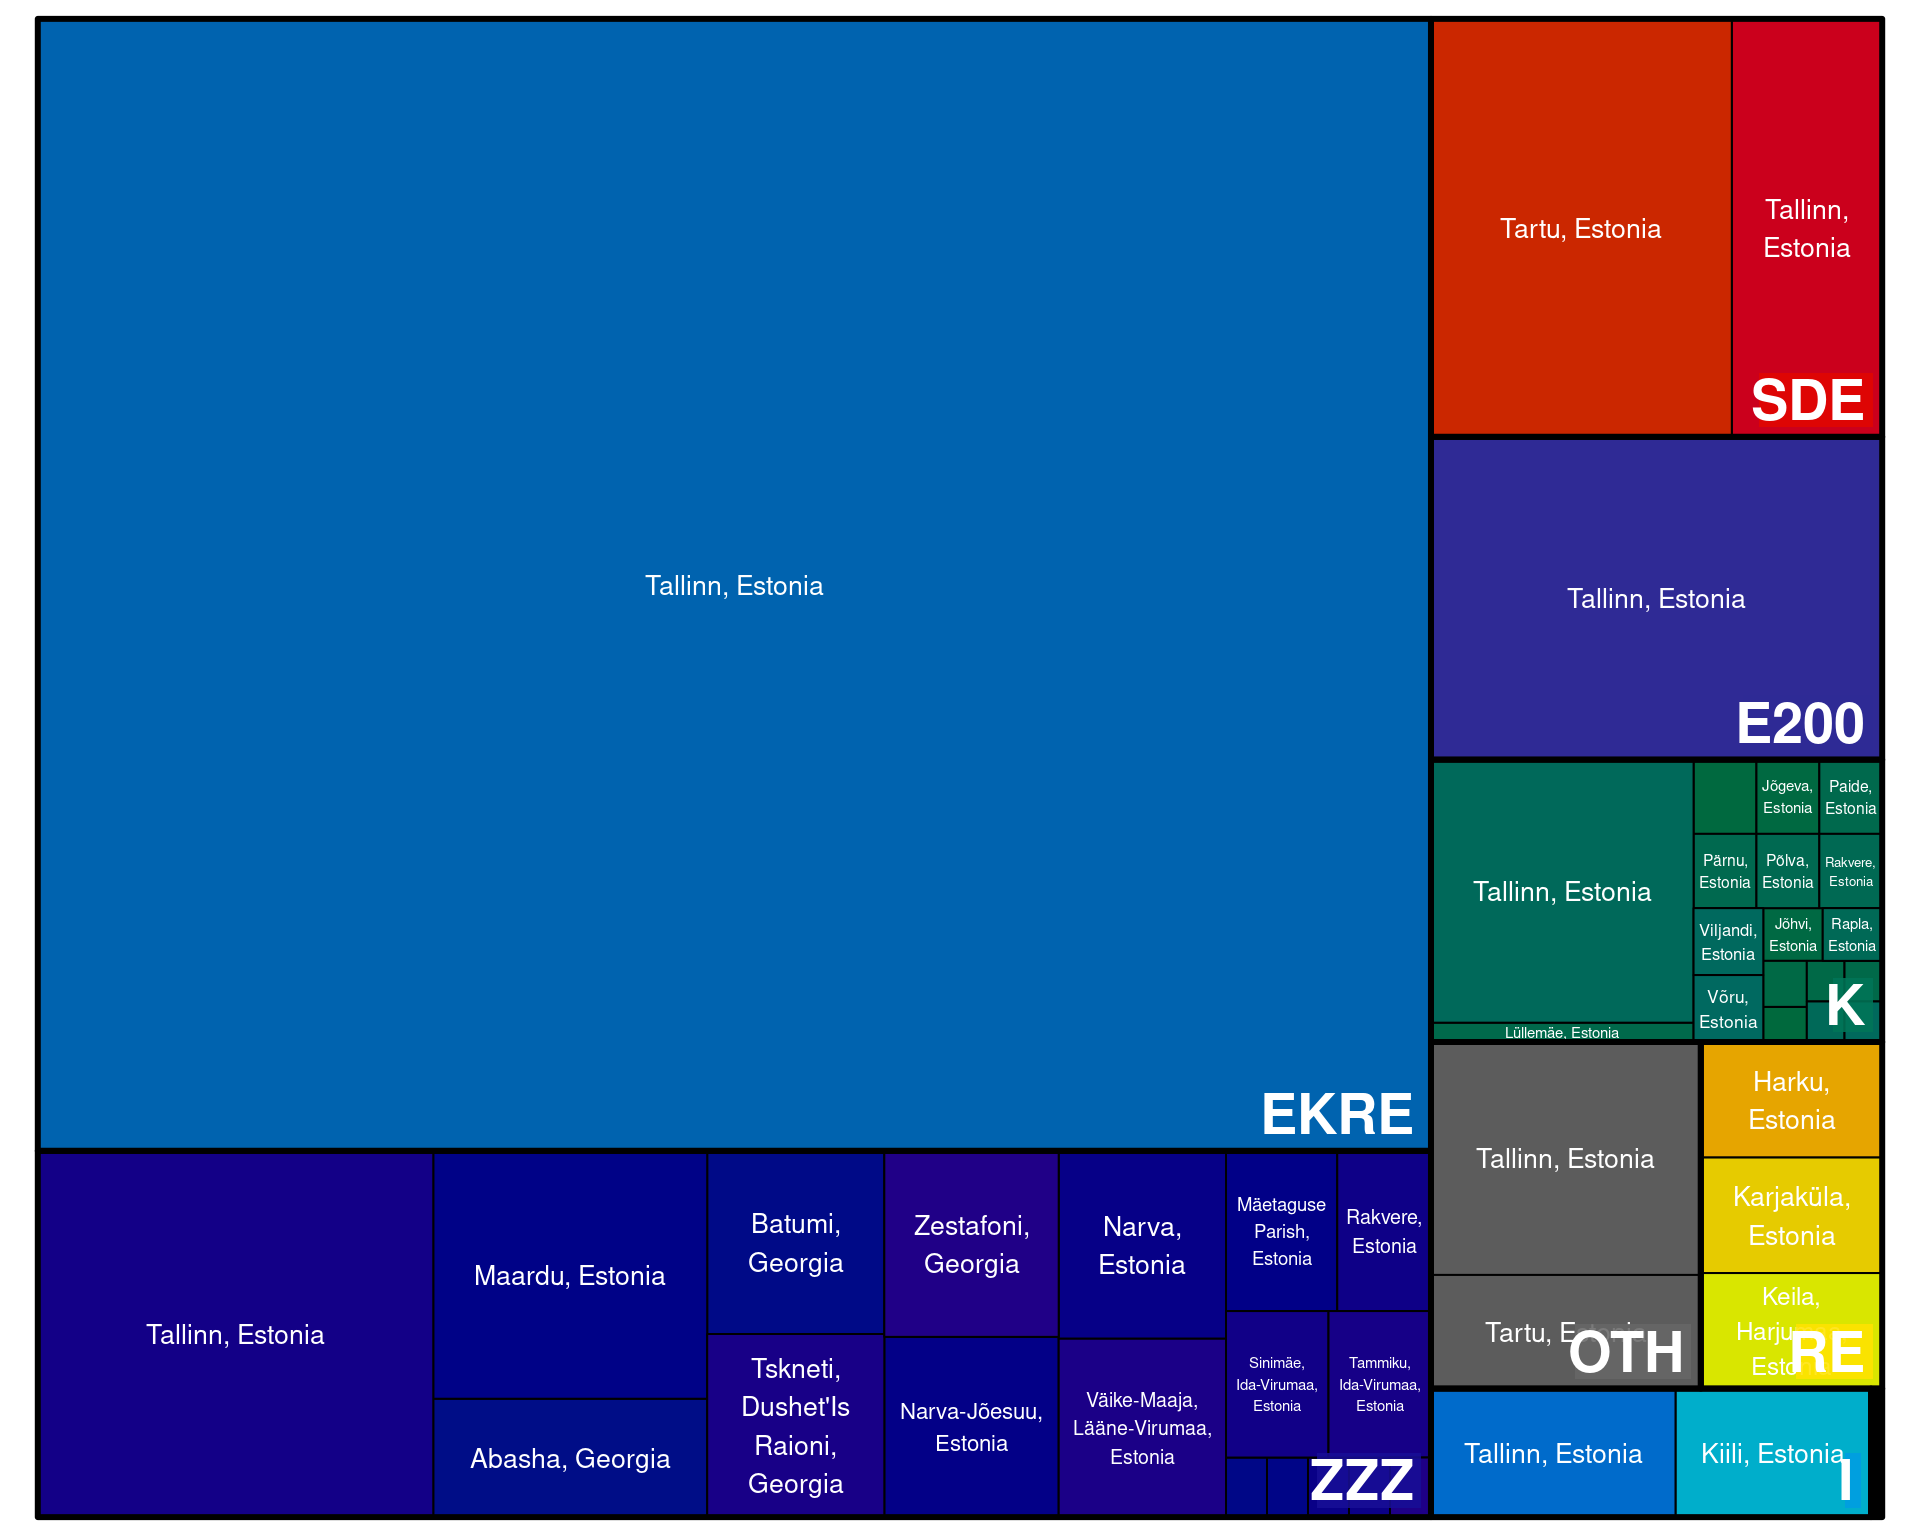 Tallinn, Estonia
EKRE
Tartu, Estonia
Tallinn,
Estonia
SDE
Tallinn, Estonia
E200
Tallinn, Estonia
Jõgeva,
Estonia
Paide,
Estonia
Pärnu,
Estonia
Põlva,
Estonia
Rakvere,
Estonia
Viljandi,
Estonia
Jõhvi,
Estonia
Rapla,
Estonia
Võru,
Estonia
K
Lüllemäe, Estonia
Tallinn, Estonia
Tartu, Estonia
OTH
Harku,
Estonia
Karjaküla,
Estonia
Keila,
RE
Tallinn, Estonia
Kiili, Estonia
I
Tallinn, Estonia
Maardu, Estonia
Abasha, Georgia
Batumi,
Georgia
Tskneti,
Dushet'Is
Raioni,
Georgia
Zestafoni,
Georgia
Narva-Jõesuu,
Estonia
Narva,
Estonia
Väike-Maaja,
Lääne-Virumaa,
Estonia
Mäetaguse
Parish,
Estonia
Rakvere,
Estonia
Sinimäe,
Ida-Virumaa,
Estonia
Tammiku,
Ida-Virumaa,
Estonia
ZZZ